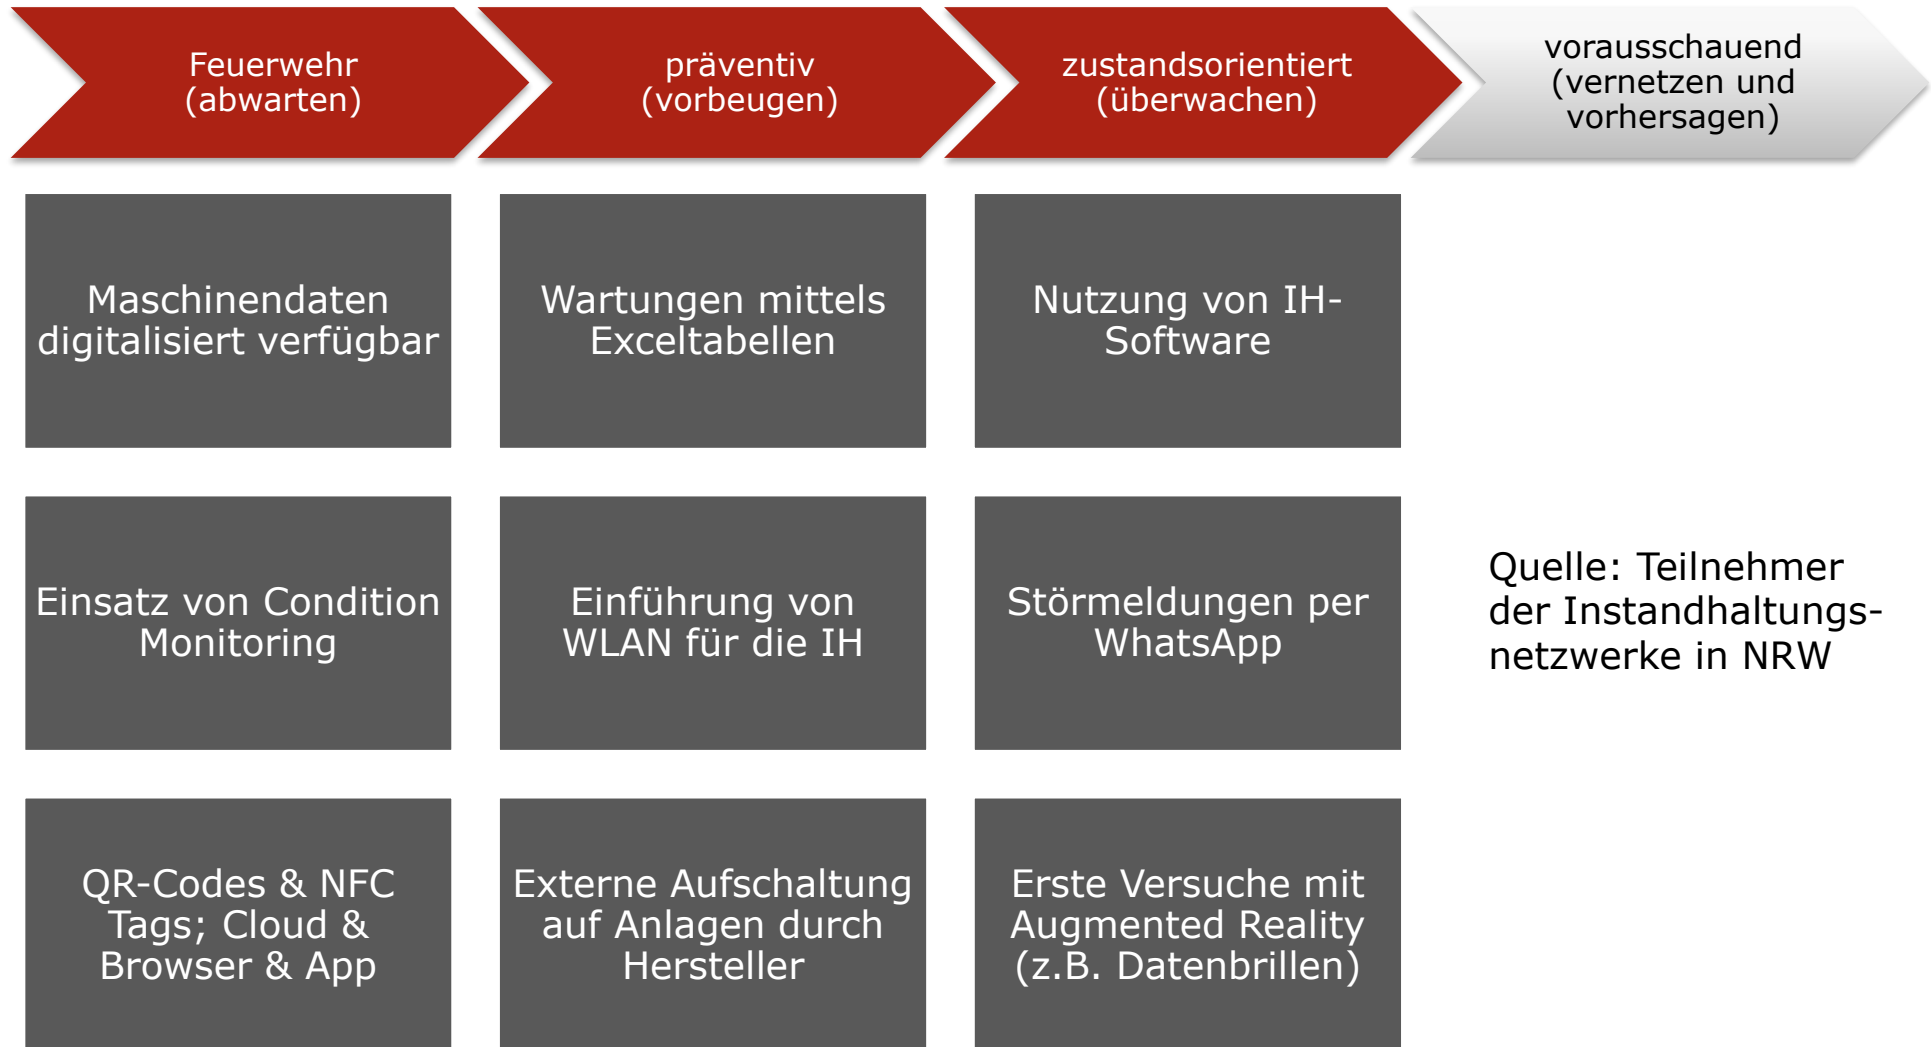 Feuerwehr
(abwarten)
präventiv
(vorbeugen)
zustandsorientiert
(überwachen)
vorausschauend
(vernetzen und
vorhersagen)
Maschinendaten
digitalisiert verfügbar
Wartungen mittels
Exceltabellen
Nutzung von IH-
Software
Einsatz von Condition
Monitoring
Einführung von
WLAN für die IH
Störmeldungen per
WhatsApp
Quelle: Teilnehmer
der Instandhaltungs-
netzwerke in NRW
QR-Codes & NFC
Tags; Cloud &
Browser & App
Externe Aufschaltung
auf Anlagen durch
Hersteller
Erste Versuche mit
Augmented Reality
(z.B. Datenbrillen)